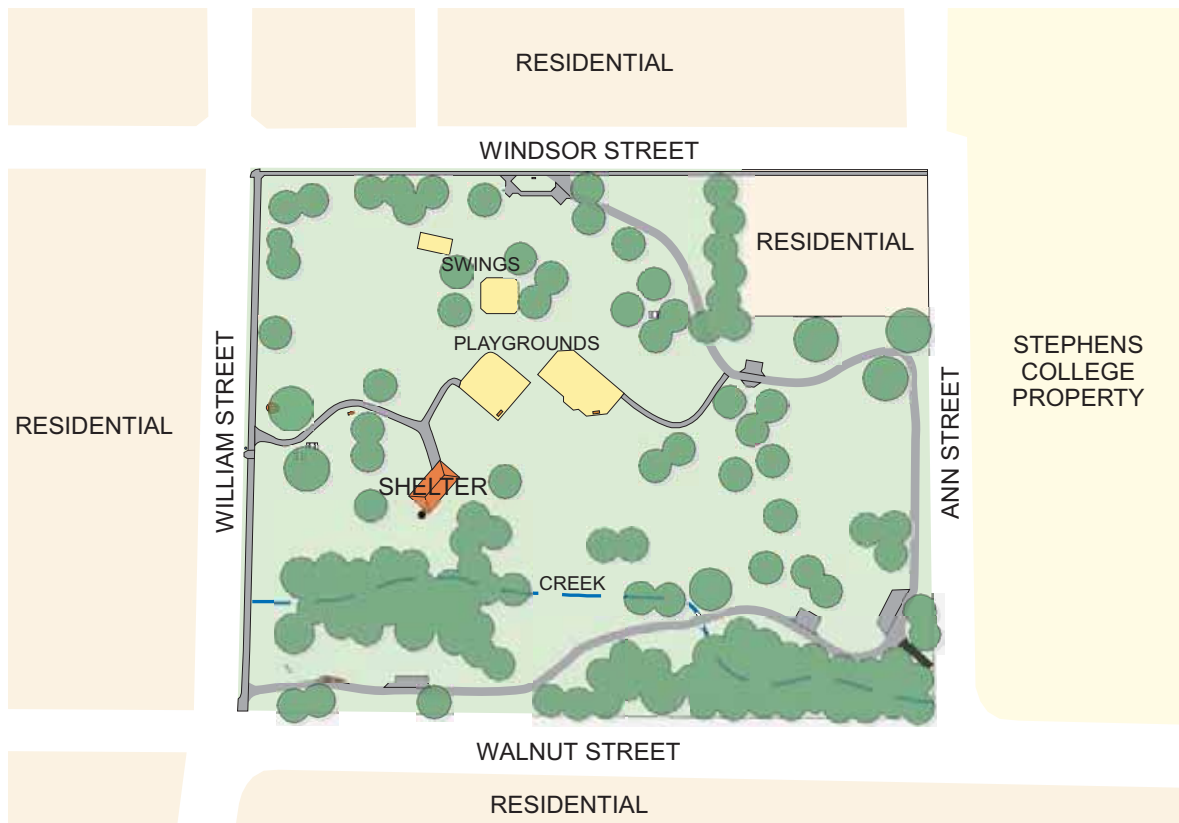 RESIDENTIAL
WINDSOR STREET
RESIDENTIAL
SWINGS
PLAYGROUNDS
STEPHENS
COLLEGE
PROPERTY
WILLIAM STREET
RESIDENTIAL
ANN STREET
SHELTER
CREEK
WALNUT STREET
RESIDENTIAL